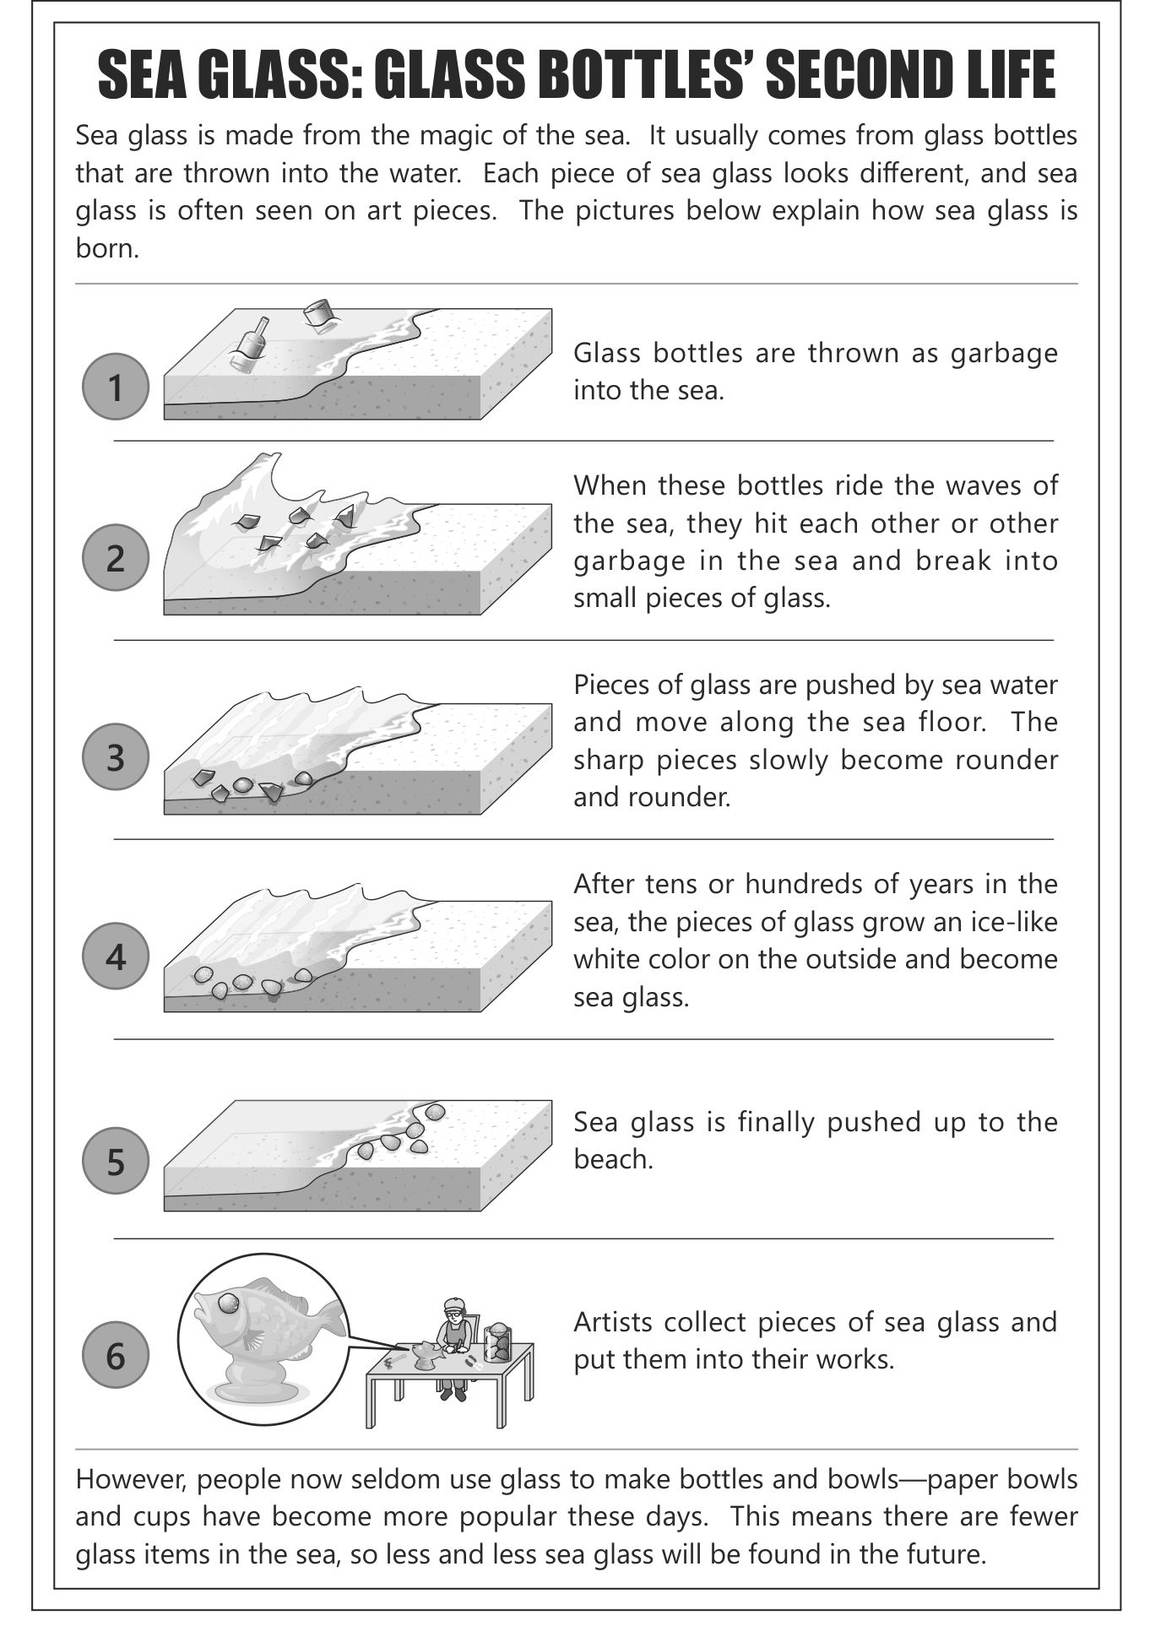 SEA GLASS: GLASS BOTTLES’ SECOND LIFE
Sea glass is made from the magic of the sea. It usually comes from glass bottles
that are thrown into the water. Each piece of sea glass looks different, and sea
glass is often seen on art pieces. The pictures below explain how sea glass is
born.
1
Glass bottles are thrown as garbage
into the sea.
2
When these bottles ride the waves of
the sea, they hit each other or other
garbage in the sea and break into
small pieces of glass.
3
Pieces of glass are pushed by sea water
and move along the sea floor. The
sharp pieces slowly become rounder
and rounder.
4
After tens or hundreds of years in the
sea, the pieces of glass grow an ice-like
white color on the outside and become
sea glass.
5
Sea glass is finally pushed up to the
beach.
6
Artists collect pieces of sea glass and
put them into their works.
However, people now seldom use glass to make bottles and bowls—paper bowls
and cups have become more popular these days. This means there are fewer
glass items in the sea, so less and less sea glass will be found in the future.